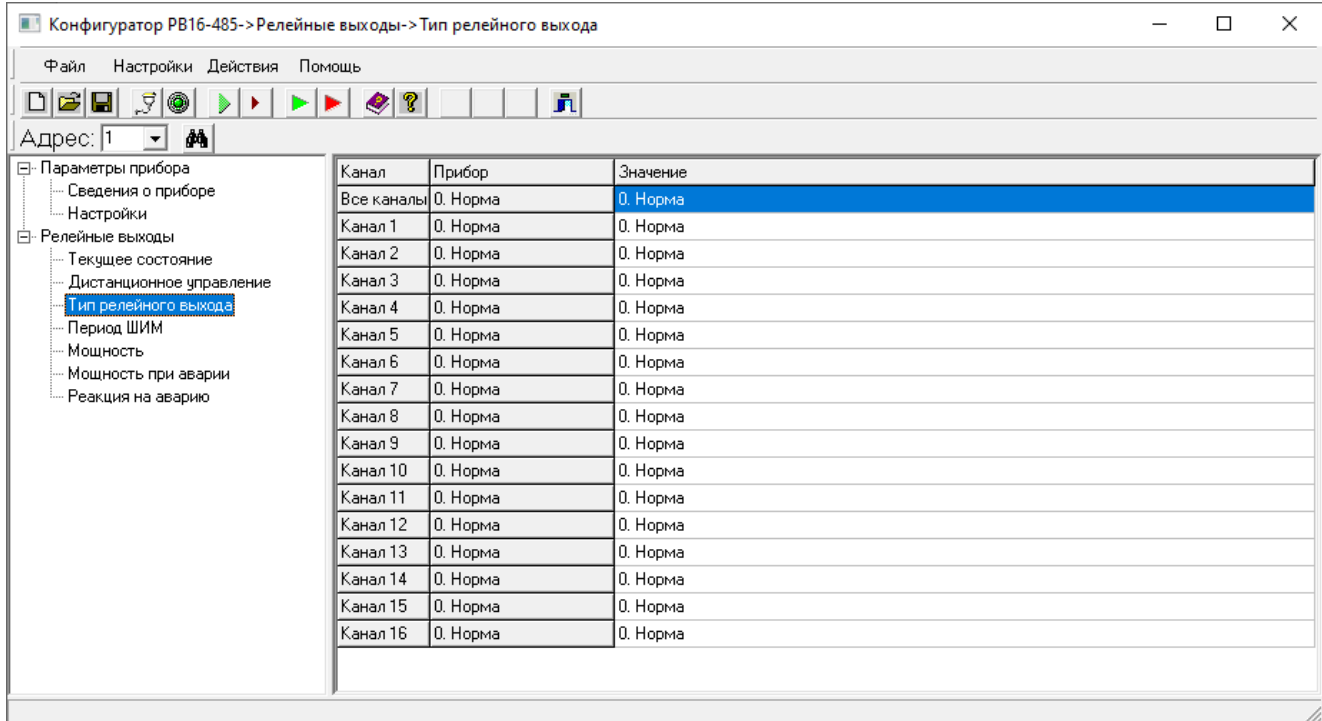 Конфигуратор РВ16-485->Релейные выходы->Тип релейного выхода
Файл Настройки Действия Помощь
Адрес: 1
Параметры прибора
Сведения о приборе
Настройки
Релейные выходы
Текущее состояние
Дистанционное управление
Тип релейного выхода
Период ШИМ
Мощность
Мощность при аварии
Реакция на аварию
Канал Прибор Значение
Все каналы 0. Норма 0. Норма
Канал 1 0. Норма 0. Норма
Канал 2 0. Норма 0. Норма
Канал 3 0. Норма 0. Норма
Канал 4 0. Норма 0. Норма
Канал 5 0. Норма 0. Норма
Канал 6 0. Норма 0. Норма
Канал 7 0. Норма 0. Норма
Канал 8 0. Норма 0. Норма
Канал 9 0. Норма 0. Норма
Канал 10 0. Норма 0. Норма
Канал 11 0. Норма 0. Норма
Канал 12 0. Норма 0. Норма
Канал 13 0. Норма 0. Норма
Канал 14 0. Норма 0. Норма
Канал 15 0. Норма 0. Норма
Канал 16 0. Норма 0. Норма